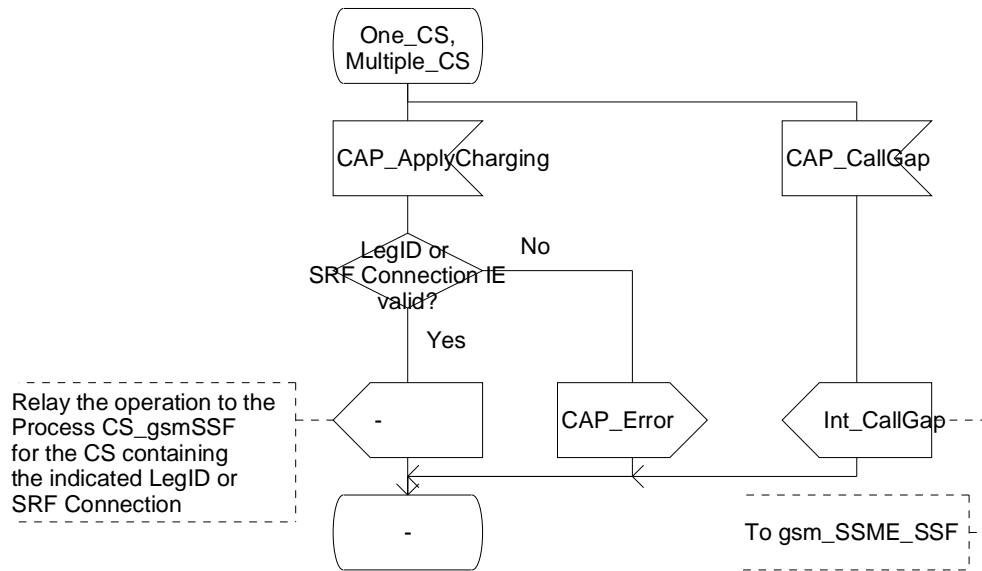 One_CS,
Multiple_CS
CAP_ApplyCharging
CAP_CallGap
LegID or
SRF Connection IE
valid?
No
Yes
Relay the operation to the
Process CS_gsmSSF
for the CS containing
the indicated LegID or
SRF Connection
-
CAP_Error
Int_CallGap
-
To gsm_SSME_SSF